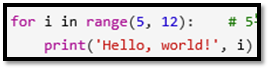 for i in range(5, 12):    # 5
    print('Hello, world!', i)